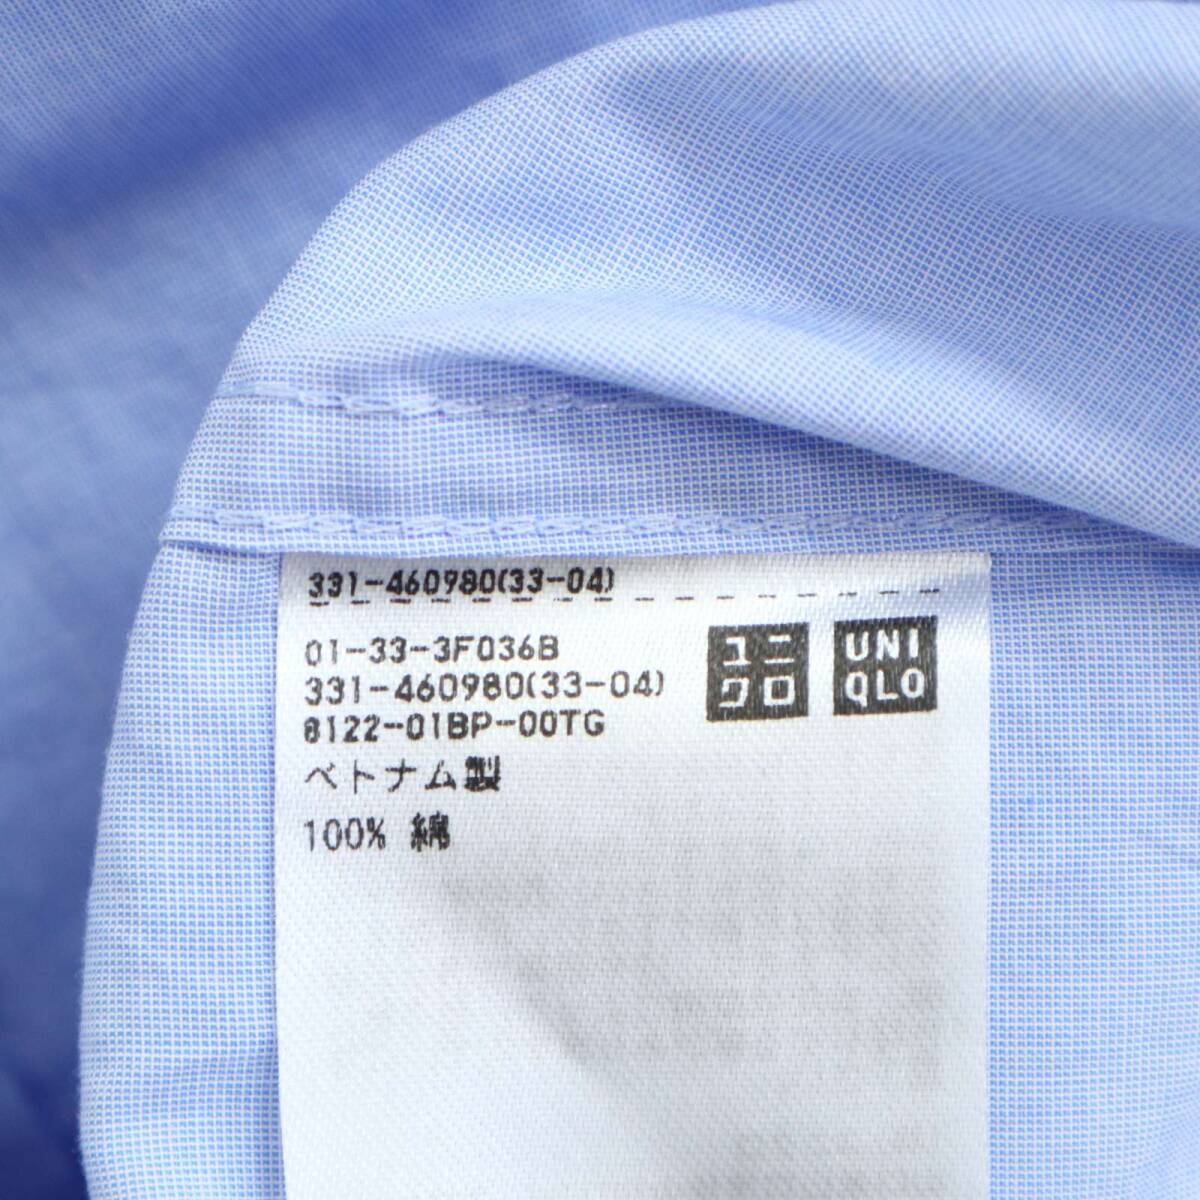 331-460980(33-04)
01-33-3F036B
331-460980(33-04)
8122-01BP-00TG
ベトナム製
100% 綿
ユニ
クロ
UNI
QLO